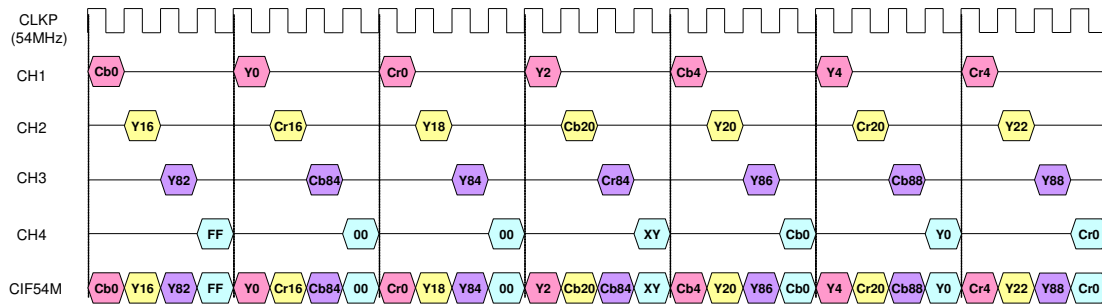 CLKP
(54MHz)
CH1 Cb0 Y0 Cr0 Y2 Cb4 Y4 Cr4
CH2 Y16 Cr16 Y18 Cb20 Y20 Cr20 Y22
CH3 Y82 Cb84 Y84 Cr84 Y86 Cb88 Y88
CH4 FF 00 00 XY Cb0 Y0 Cr0
CIF54M Cb0 Y16 Y82 FF Y0 Cr16 Cb84 00 Cr0 Y18 Y84 00 Y2 Cb20 Cb84 XY Cb4 Y20 Y86 Cb0 Y4 Cr20 Cb88 Y0 Cr4 Y22 Y88 Cr0